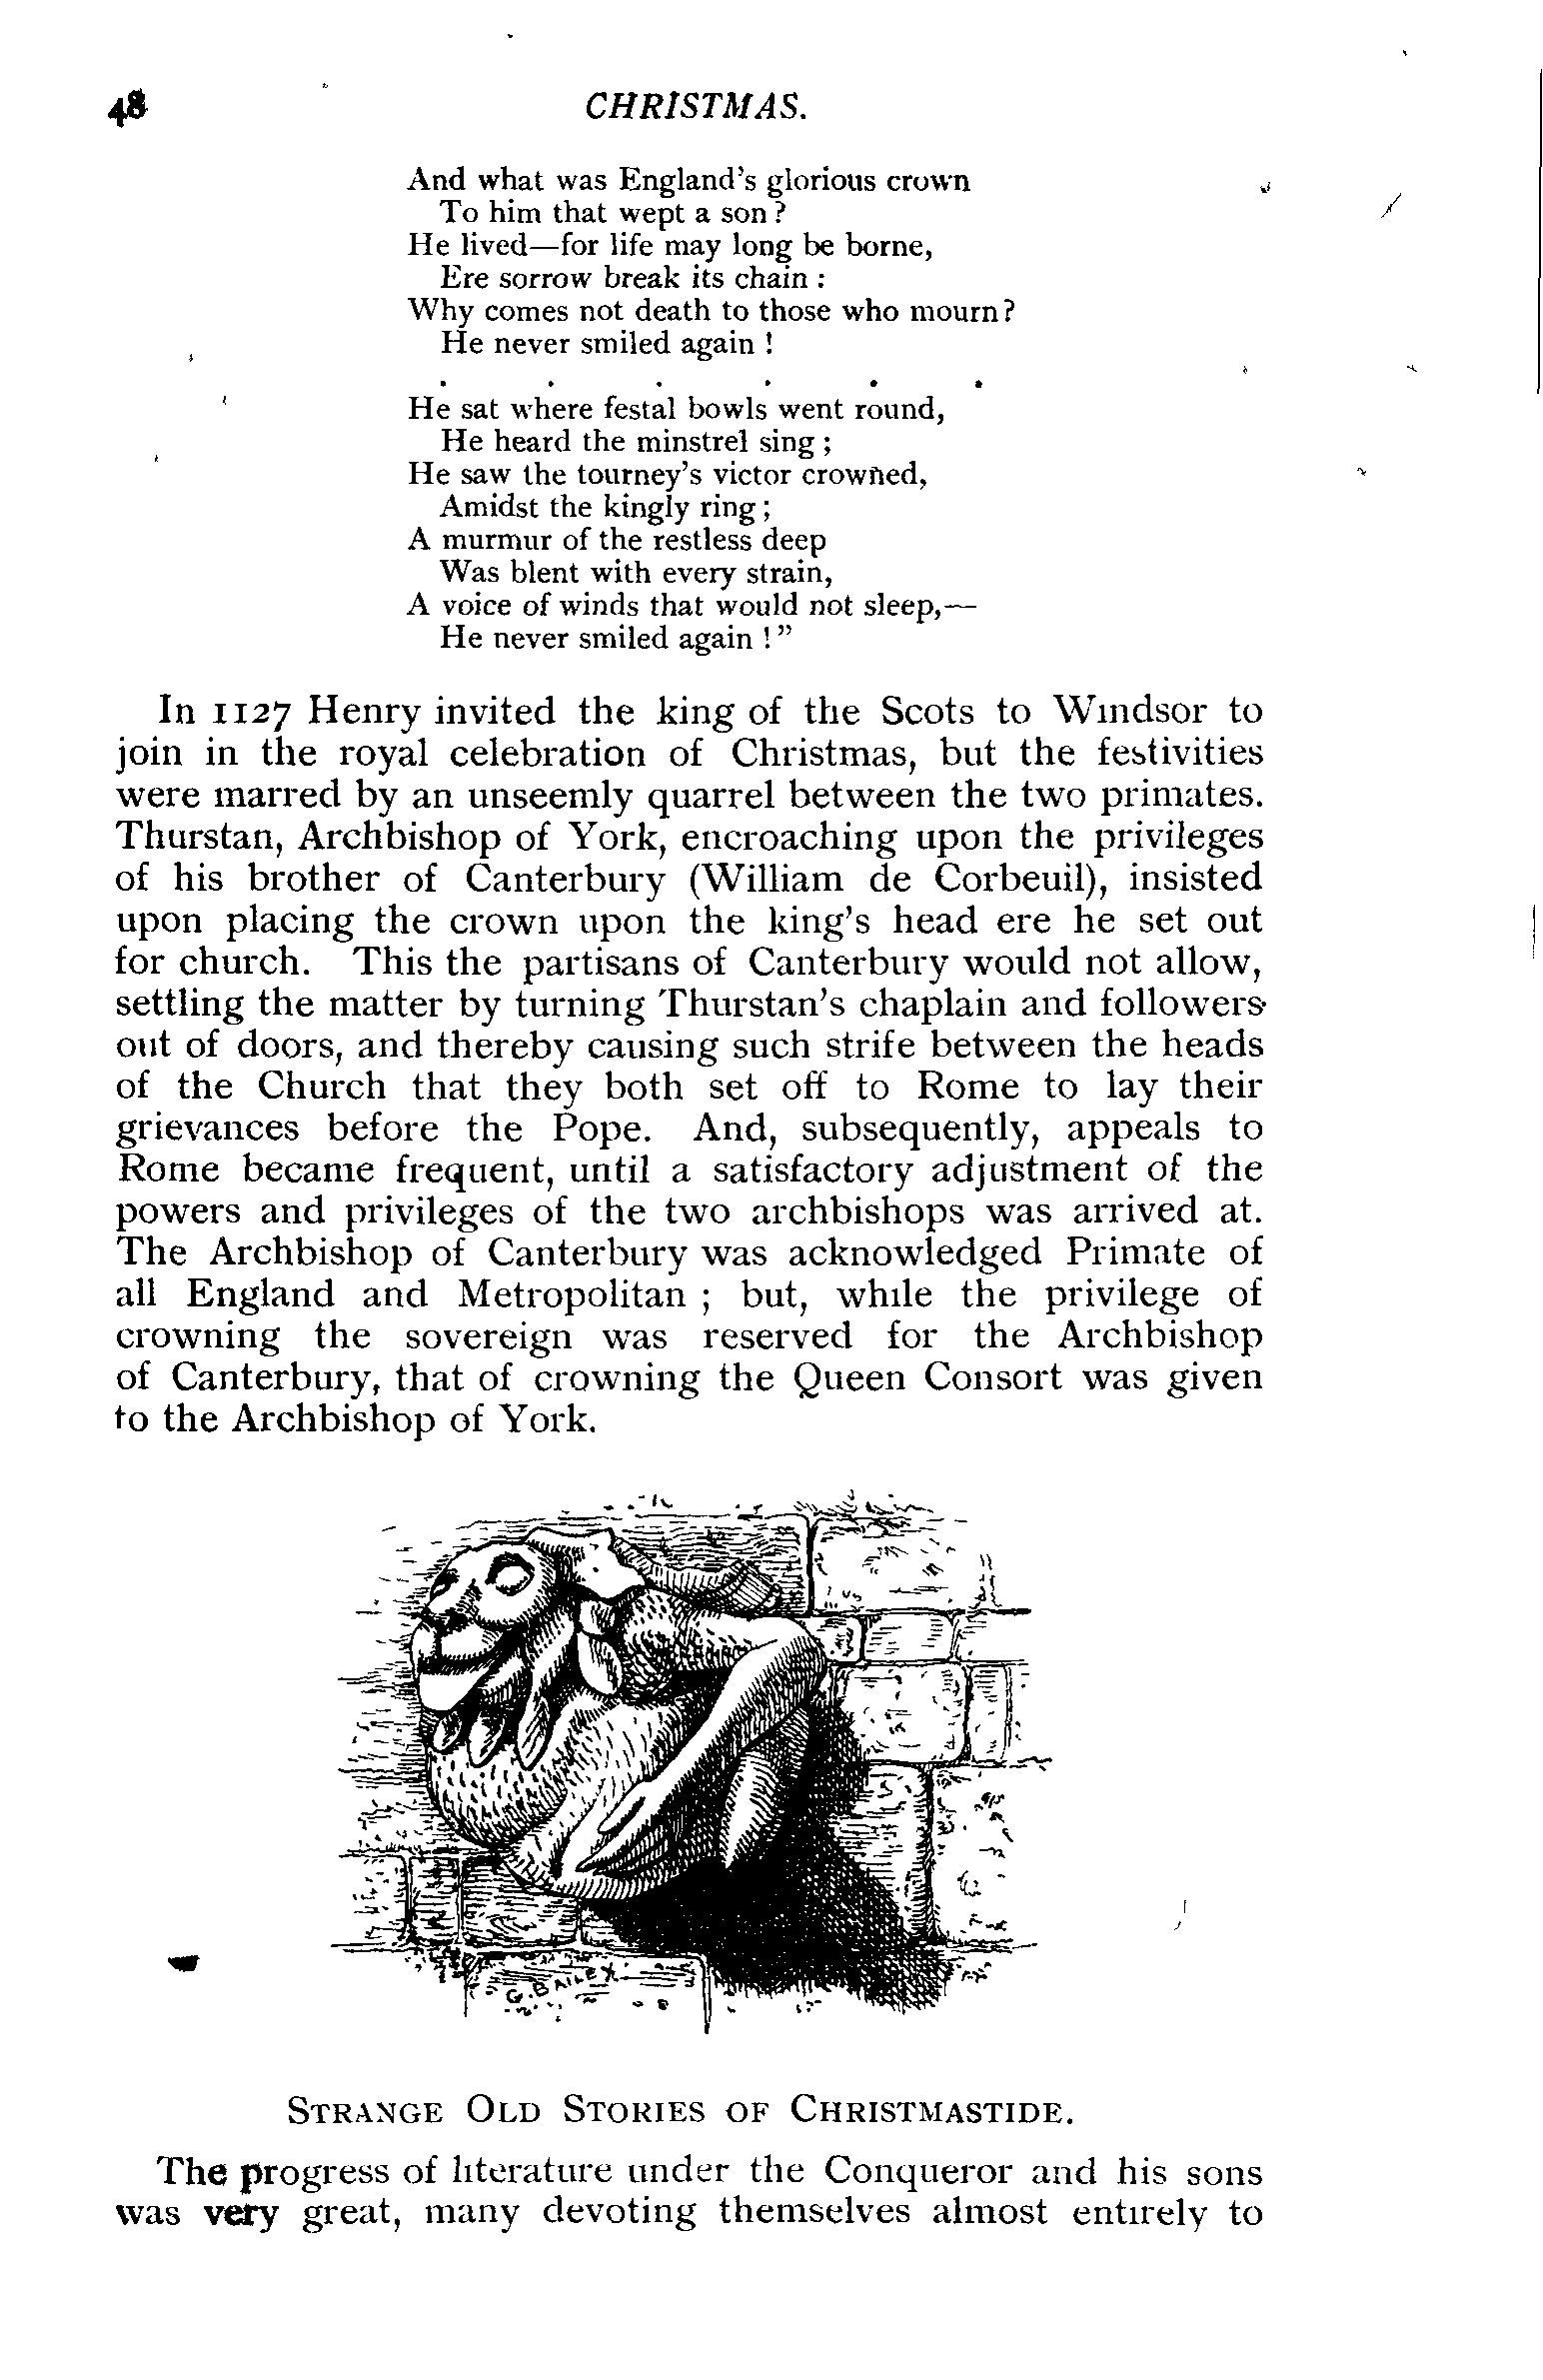 48 CHRISTMAS.
And what was England's glorious crown
To him that wept a son?
He lived—for life may long be borne,
Ere sorrow break its chain :
Why comes not death to those who mourn?
He never smiled again !
. . . . . .
He sat where festal bowls went round,
He heard the minstrel sing ;
He saw the tourney's victor crowned,
Amidst the kingly ring ;
A murmur of the restless deep
Was blent with every strain,
A voice of winds that would not sleep,—
He never smiled again ! ”
In 1127 Henry invited the king of the Scots to Windsor to
join in the royal celebration of Christmas, but the festivities
were marred by an unseemly quarrel between the two primates.
Thurstan, Archbishop of York, encroaching upon the privileges
of his brother of Canterbury (William de Corbeuil), insisted
upon placing the crown upon the king's head ere he set out
for church. This the partisans of Canterbury would not allow,
settling the matter by turning Thurstan's chaplain and followers
out of doors, and thereby causing such strife between the heads
of the Church that they both set off to Rome to lay their
grievances before the Pope. And, subsequently, appeals to
Rome became frequent, until a satisfactory adjustment of the
powers and privileges of the two archbishops was arrived at.
The Archbishop of Canterbury was acknowledged Primate of
all England and Metropolitan ; but, while the privilege of
crowning the sovereign was reserved for the Archbishop
of Canterbury, that of crowning the Queen Consort was given
to the Archbishop of York.
G. BAILEY.
STRANGE OLD STORIES OF CHRISTMASTIDE.
The progress of literature under the Conqueror and his sons
was very great, many devoting themselves almost entirely to